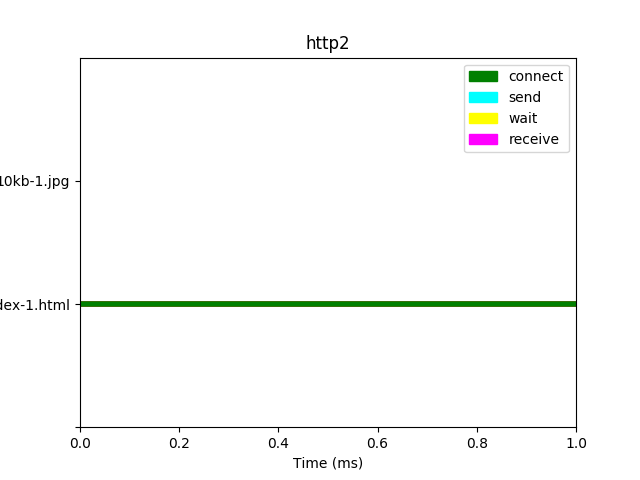 http2
connect
send
wait
receive
10kb-1.jpg
dex-1.html
0.0 0.2 0.4 0.6 0.8 1.0
Time (ms)